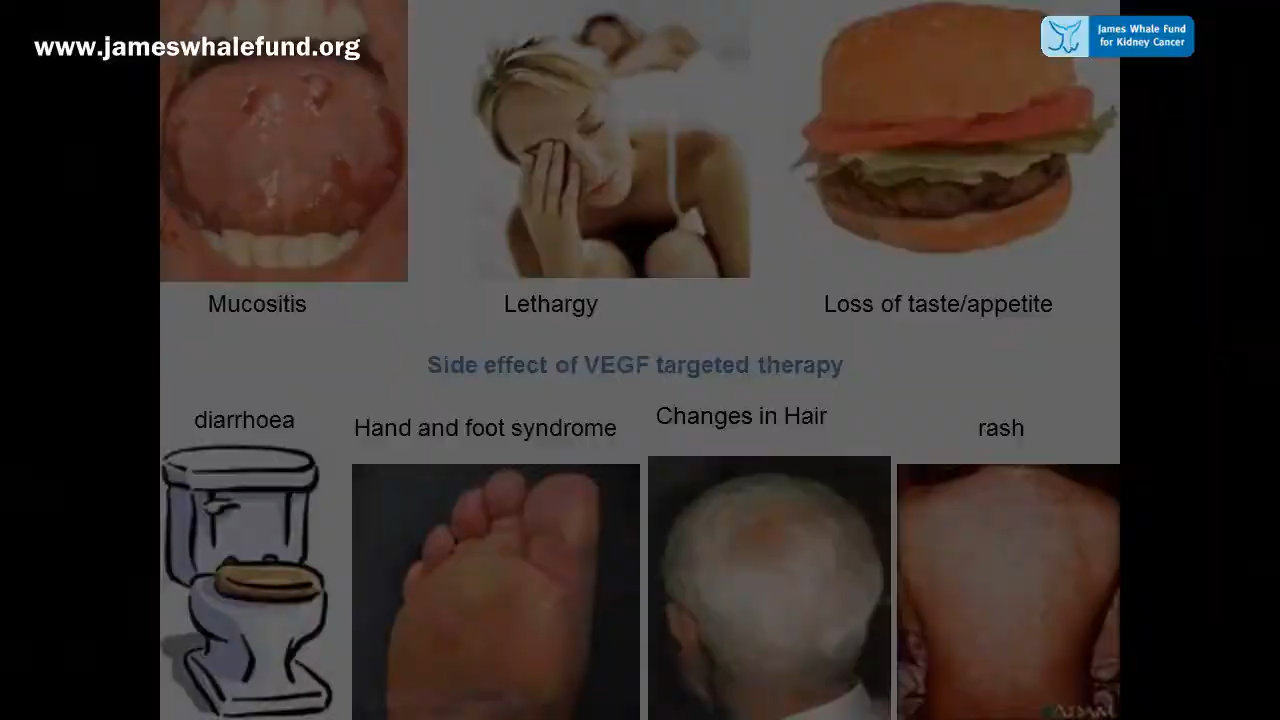 www.jameswhalefund.org
James Whale Fund
for Kidney Cancer
Mucositis
Lethargy
Loss of taste/appetite
Side effect of VEGF targeted therapy
diarrhoea
Hand and foot syndrome
Changes in Hair
rash